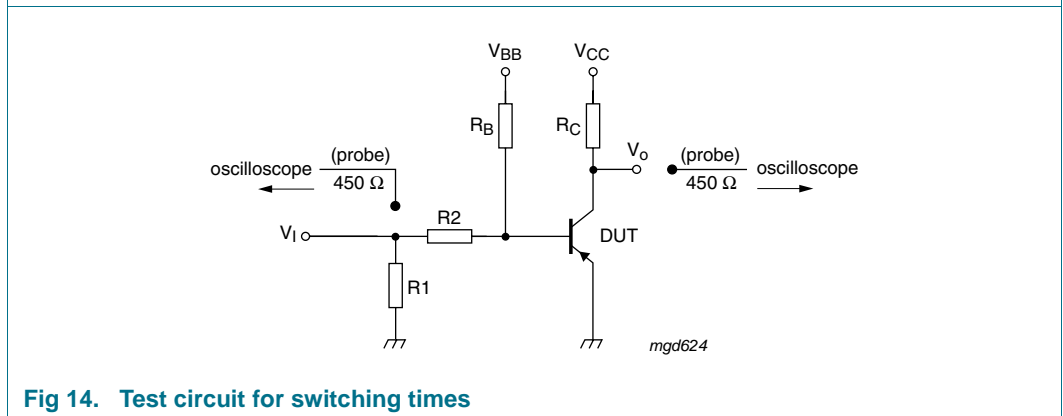 VBB
VCC
RB
RC
Vo
(probe)
oscilloscope
450 Ω
(probe)
oscilloscope
450 Ω
R2
VI
DUT
R1
mgd624
Fig 14. Test circuit for switching times